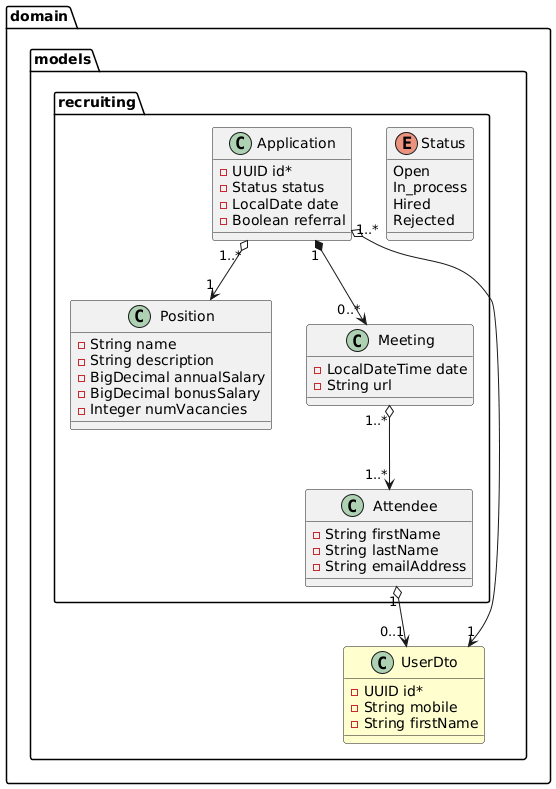 domain
models
recruiting
C Application
UUID id*
Status status
LocalDate date
Boolean referral
E Status
Open
In_process
Hired
Rejected
1..*
1..*
1
1
0..*
C Position
String name
String description
BigDecimal annualSalary
BigDecimal bonusSalary
Integer numVacancies
C Meeting
LocalDateTime date
String url
1..*
1..*
C Attendee
String firstName
String lastName
String emailAddress
1
0..1
1
C UserDto
UUID id*
String mobile
String firstName